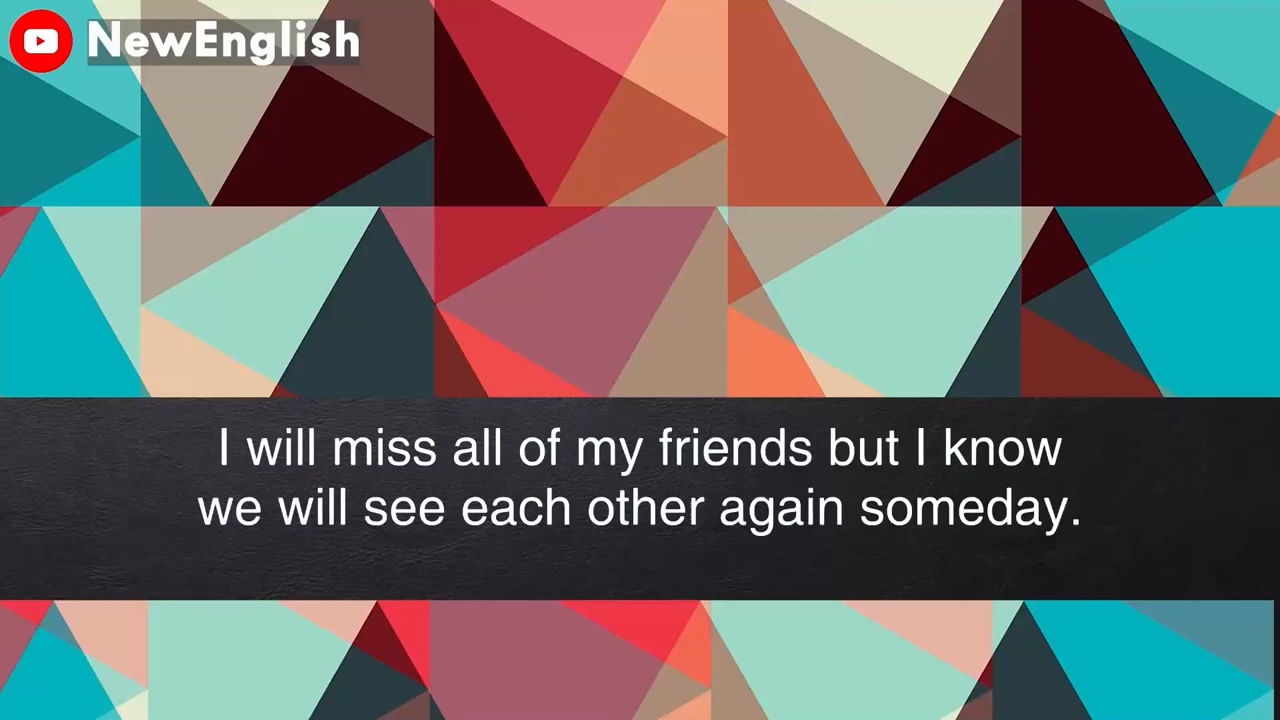 NewEnglish
I will miss all of my friends but I know
we will see each other again someday.